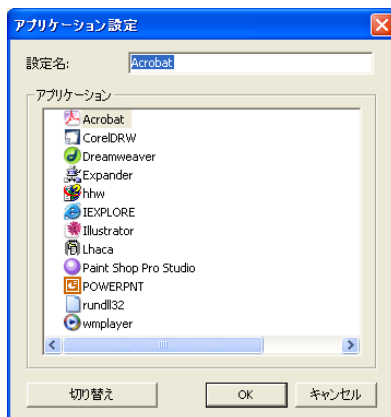 アプリケーション設定
設定名:
Acrobat
アプリケーション
Acrobat
CorelDRW
Dreamweaver
Expander
hhw
IEXPLORE
Illustrator
Lhaca
Paint Shop Pro Studio
POWERPNT
rundll32
wmplayer
切り替え
OK
キャンセル